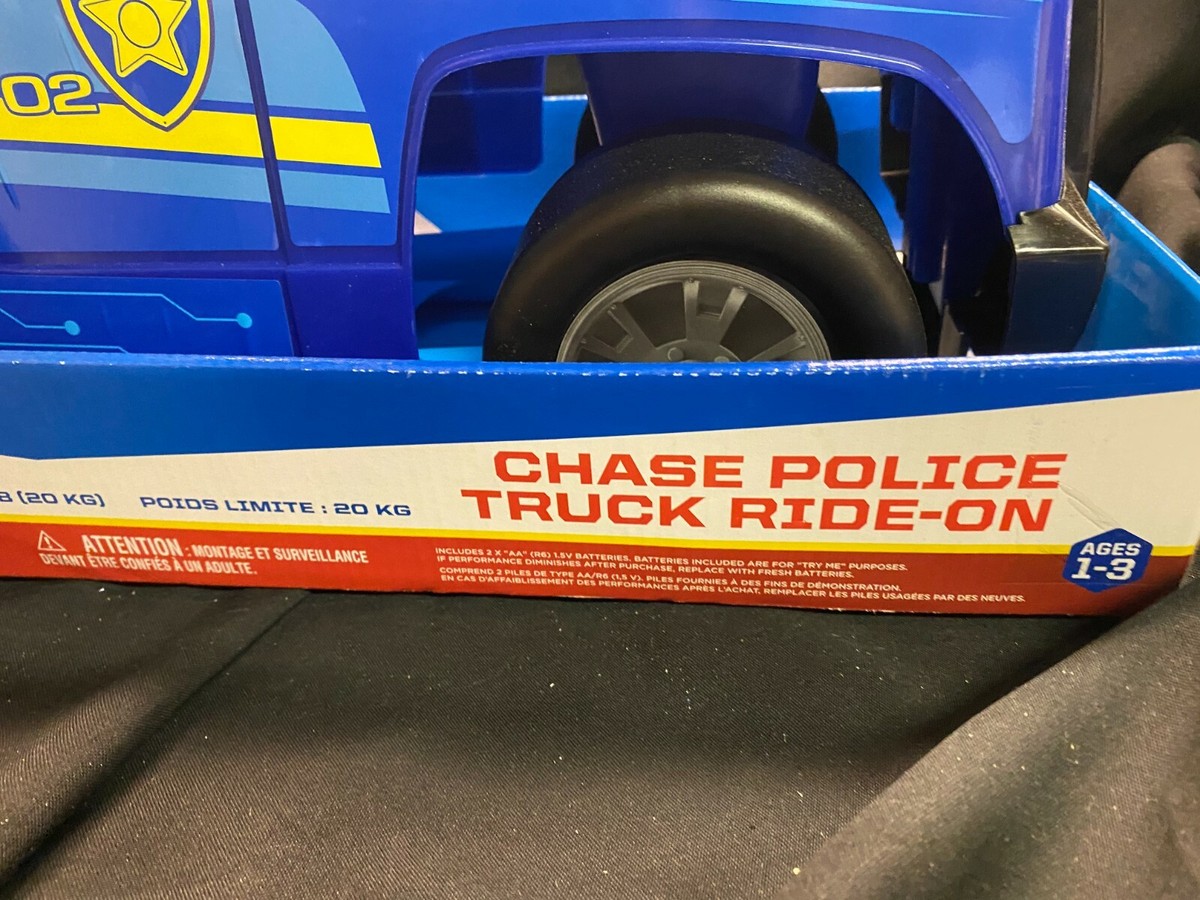 -02
B (20 KG) POIDS LIMITE : 20 KG
CHASE POLICE
TRUCK RIDE-ON
ATTENTION : MONTAGE ET SURVEILLANCE
DEVANT ÊTRE CONFIÉS À UN ADULTE.
INCLUDES 2 X "AA" (R6) 1.5V BATTERIES. BATTERIES INCLUDED ARE FOR "TRY ME" PURPOSES.
IF PERFORMANCE DIMINISHES AFTER PURCHASE, REPLACE WITH FRESH BATTERIES.
COMPREND 2 PILES DE TYPE AA/R6 (1,5 V). PILES FOURNIES À DES FINS DE DÉMONSTRATION.
EN CAS D'AFFAIBLISSEMENT DES PERFORMANCES APRÈS L'ACHAT, REMPLACER LES PILES USAGÉES PAR DES NEUVES.
AGES
1-3